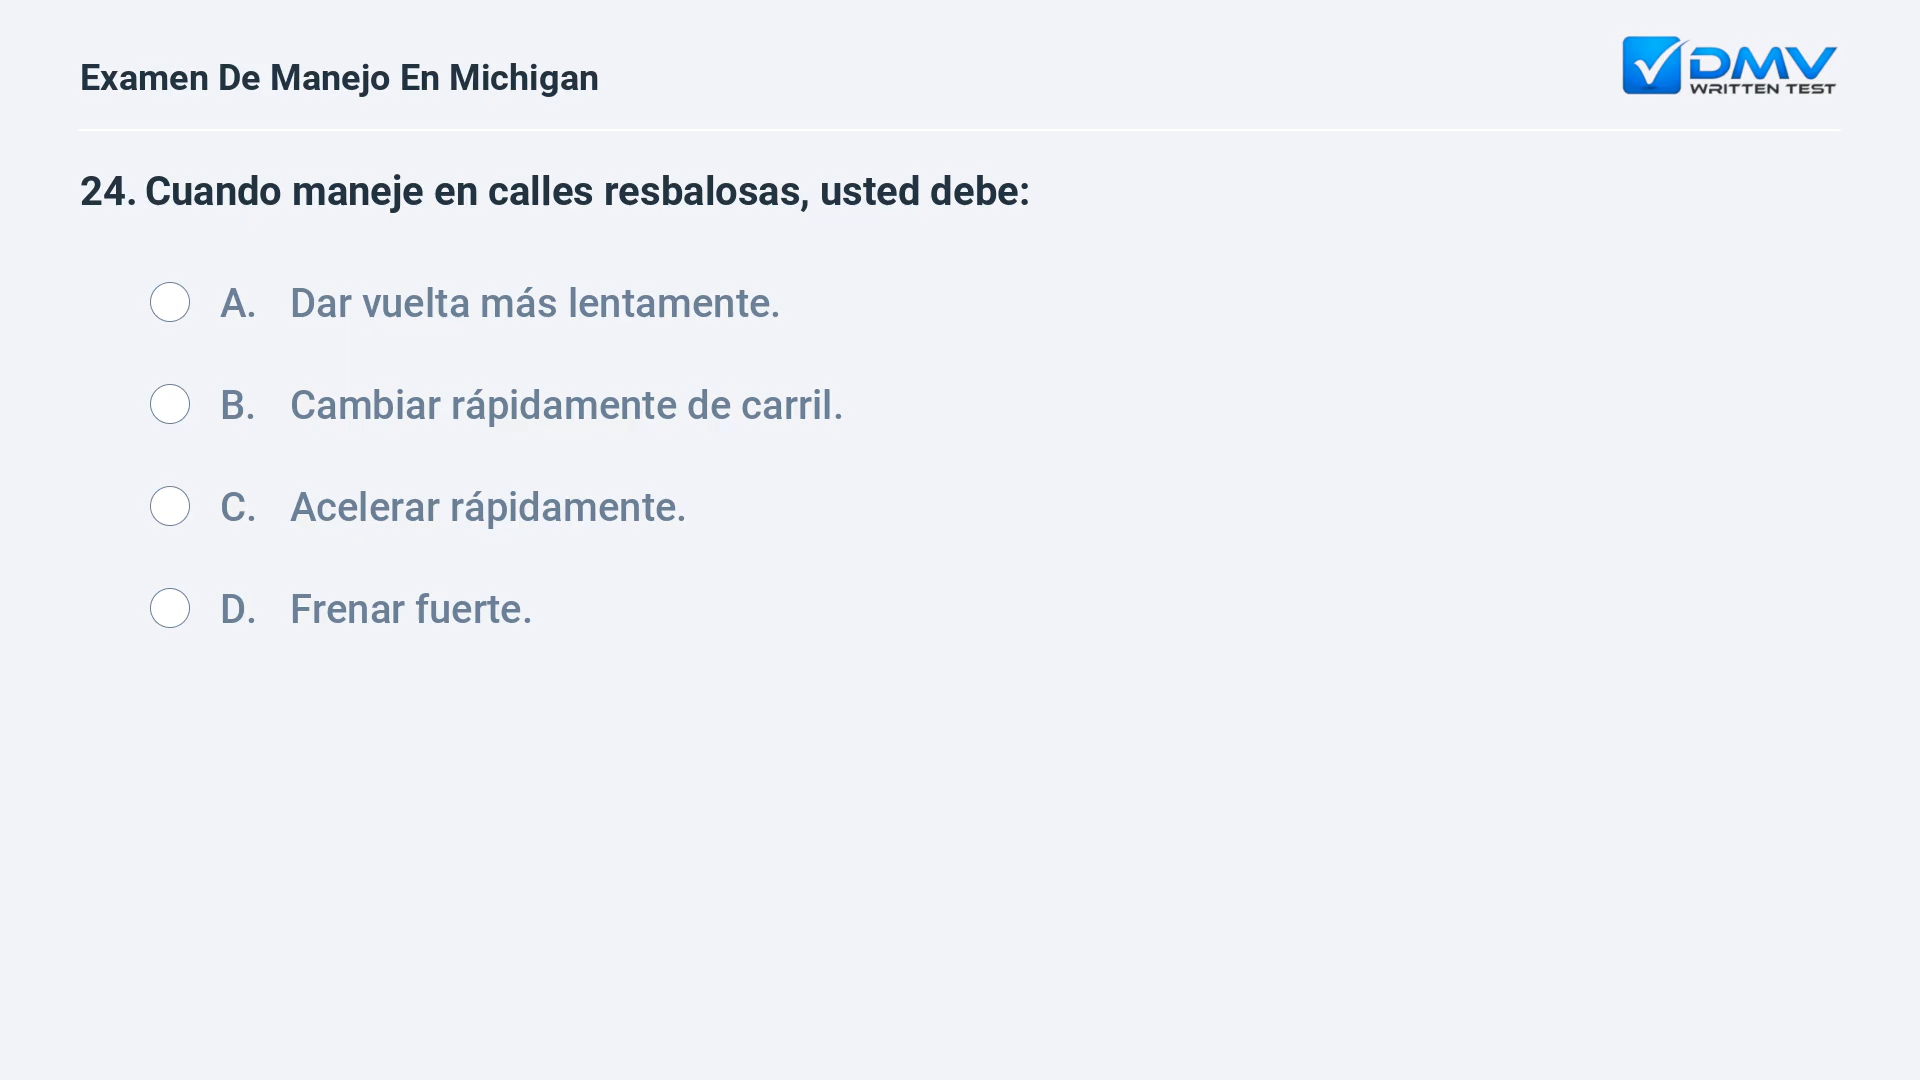 Examen De Manejo En Michigan
DMV
WRITTEN TEST
24. Cuando maneje en calles resbalosas, usted debe:
A. Dar vuelta más lentamente.
B. Cambiar rápidamente de carril.
C. Acelerar rápidamente.
D. Frenar fuerte.